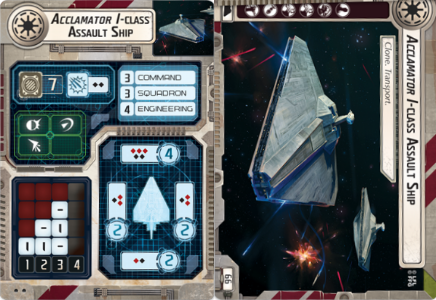 ACCLAMATOR I-CLASS
ASSAULT SHIP
7
3 COMMAND
3 SQUADRON
4 ENGINEERING
4
2
2
2
- 
- -
I - - I
1 2 3 4
Clone. Transport.
ACCLAMATOR I-CLASS ASSAULT SHIP
66